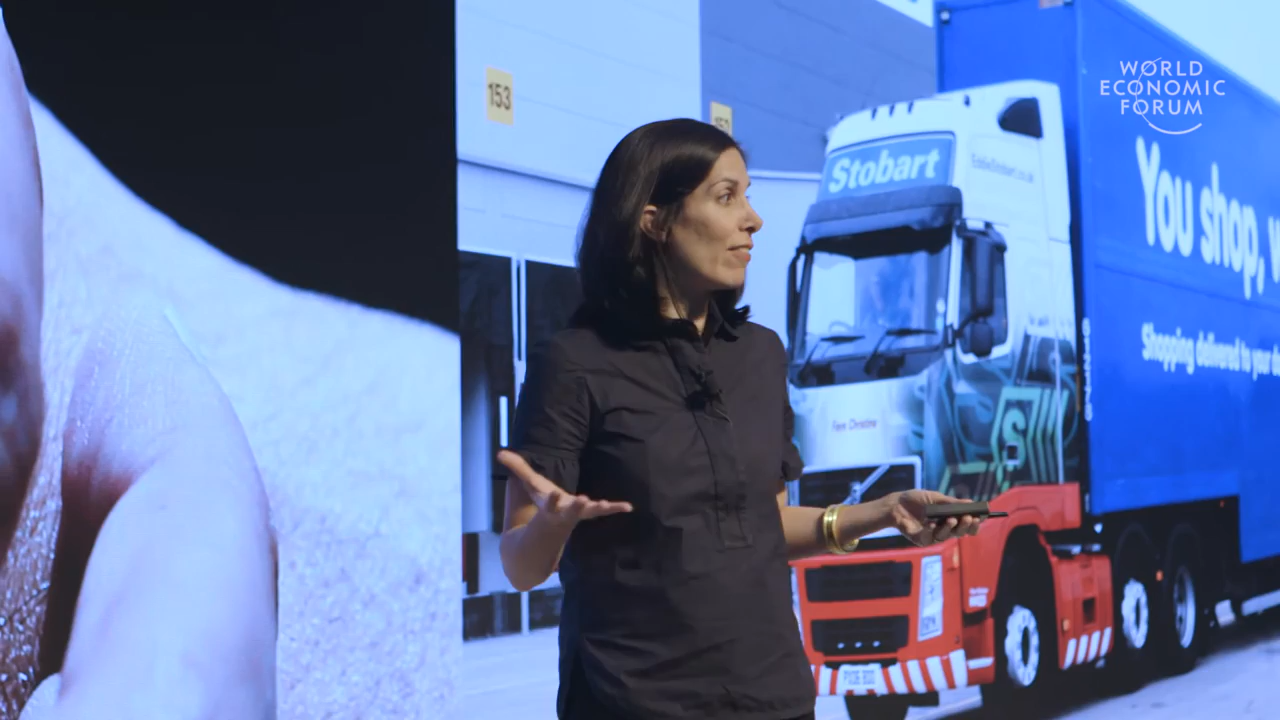 153
WORLD
ECONOMIC
FORUM
Stobart
You shop, w
Shopping delivered to your d